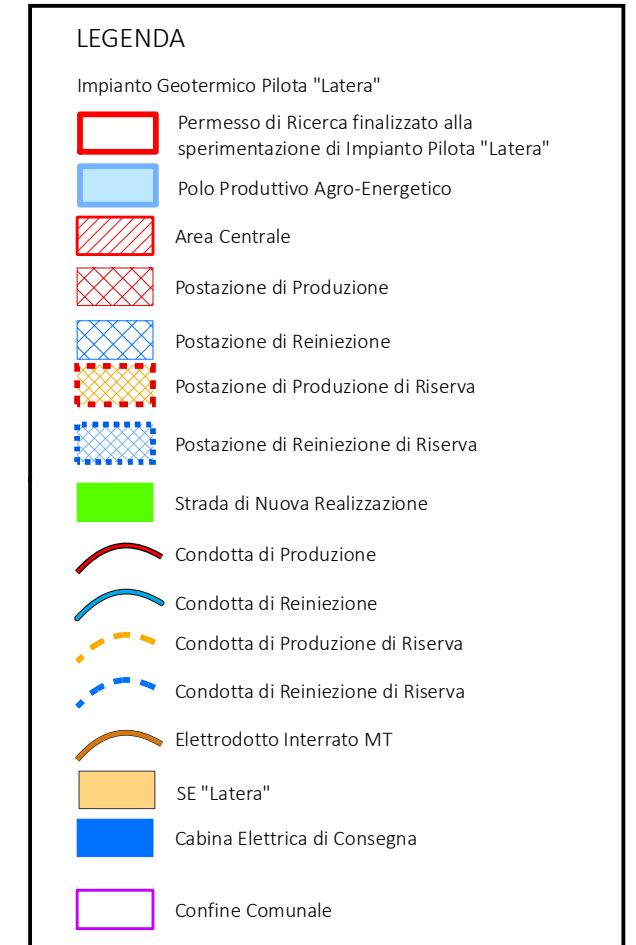 LEGENDA
Impianto Geotermico Pilota "Latera"
Permesso di Ricerca finalizzato alla
sperimentazione di Impianto Pilota "Latera"
Polo Produttivo Agro-Energetico
Area Centrale
Postazione di Produzione
Postazione di Reiniezione
Postazione di Produzione di Riserva
Postazione di Reiniezione di Riserva
Strada di Nuova Realizzazione
Condotta di Produzione
Condotta di Reiniezione
Condotta di Produzione di Riserva
Condotta di Reiniezione di Riserva
Elettrodotto Interrato MT
SE "Latera"
Cabina Elettrica di Consegna
Confine Comunale